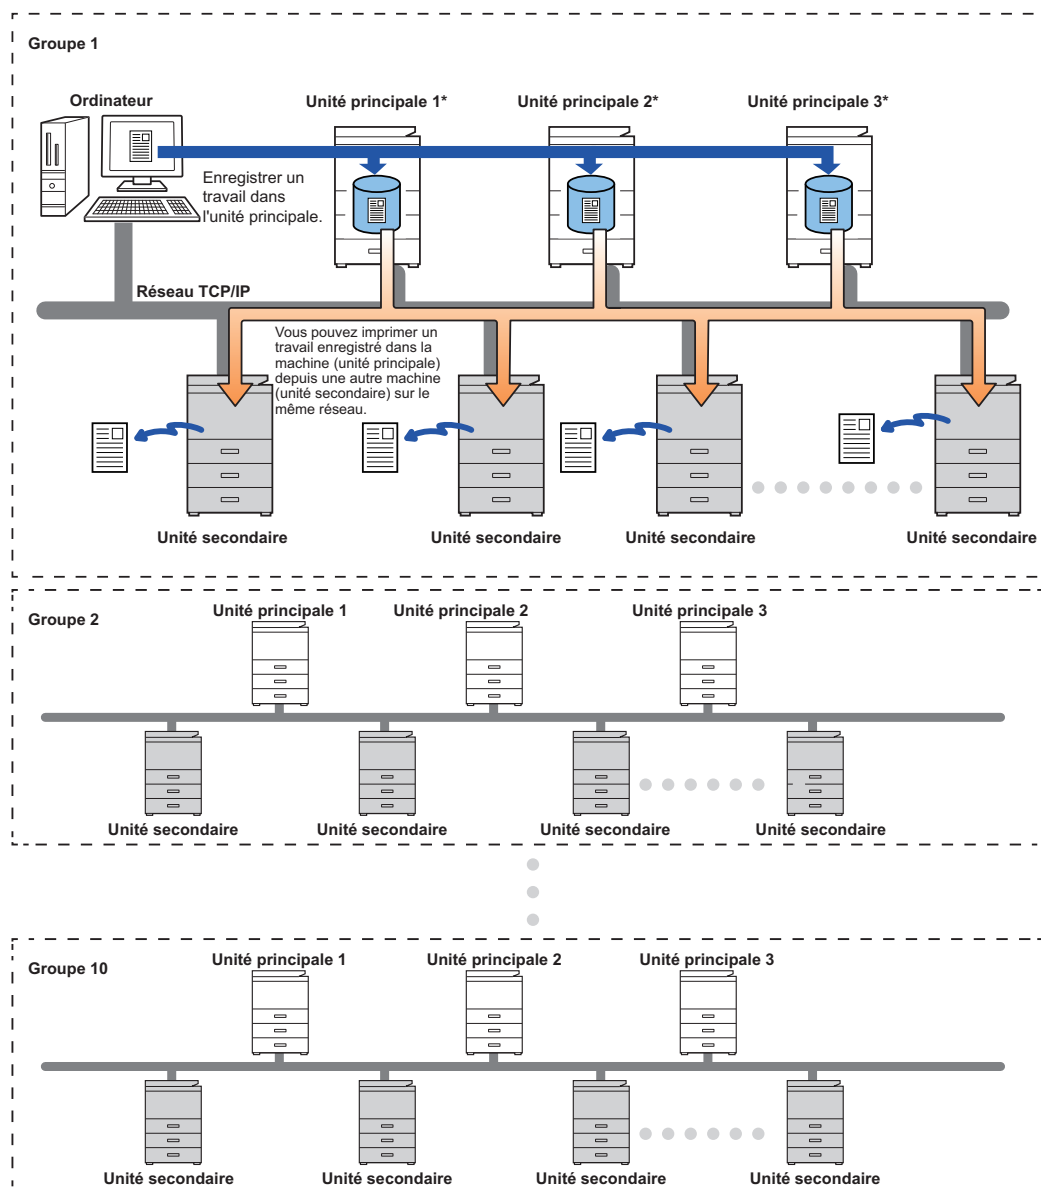 Groupe 1
Ordinateur
Unité principale 1*
Unité principale 2*
Unité principale 3*
Enregistrer un
travail dans
l'unité principale.
Réseau TCP/IP
Vous pouvez imprimer un
travail enregistré dans la
machine (unité principale)
depuis une autre machine
(unité secondaire) sur le
même réseau.
Unité secondaire
Unité secondaire
Unité secondaire
Unité secondaire
Groupe 2
Unité principale 1
Unité principale 2
Unité principale 3
Unité secondaire
Unité secondaire
Unité secondaire
Unité secondaire
Groupe 10
Unité principale 1
Unité principale 2
Unité principale 3
Unité secondaire
Unité secondaire
Unité secondaire
Unité secondaire